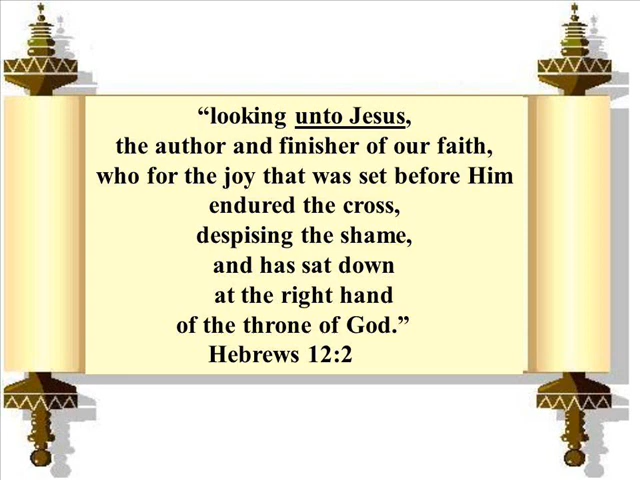 “looking unto Jesus,
the author and finisher of our faith,
who for the joy that was set before Him
endured the cross,
despising the shame,
and has sat down
at the right hand
of the throne of God.”
Hebrews 12:2